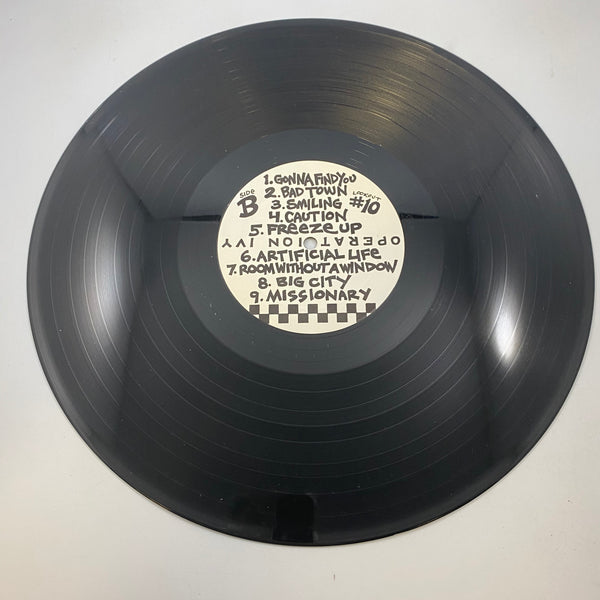 1. GONNA FIND YOU
SIDE B
2. BAD TOWN
LOOKOUT #10
3. SMILING
4. CAUTION
5. FREEZE UP
OPERATION IVY
6. ARTIFICIAL LIFE
7. ROOM WITHOUT A WINDOW
8. BIG CITY
9. MISSIONARY